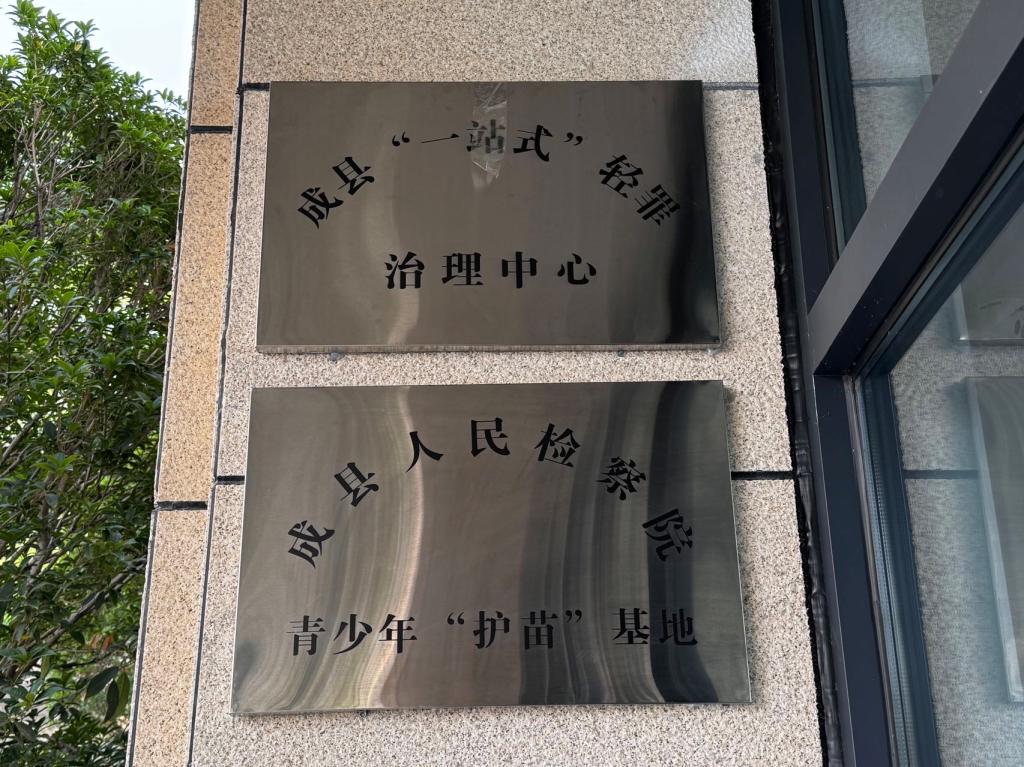 成县“一站式”轻罪
治理中心
成县人民检察院
青少年“护苗”基地